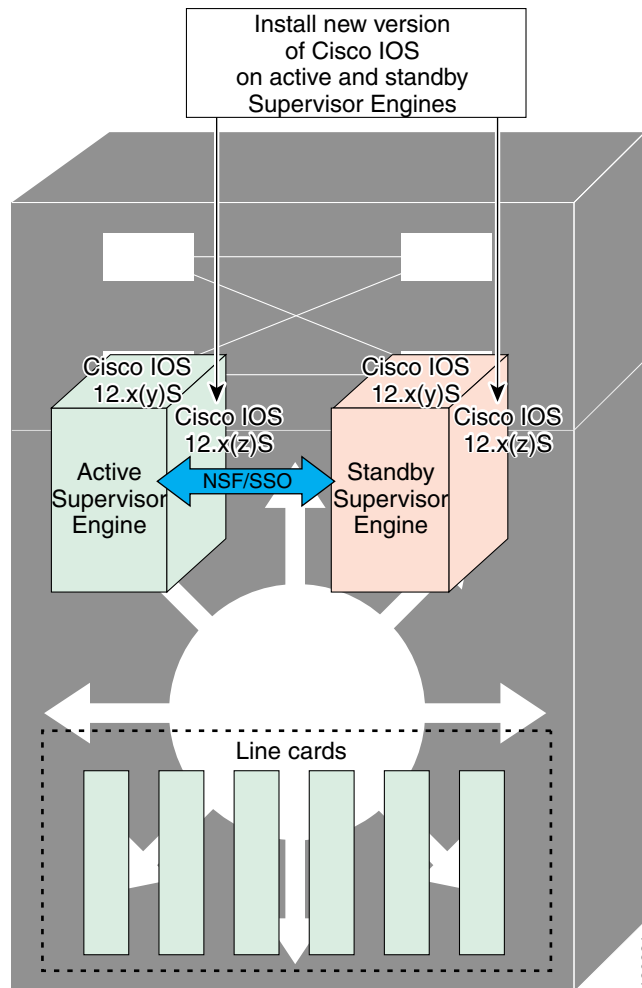 Install new version
of Cisco IOS
on active and standby
Supervisor Engines
Cisco IOS
12.x(y)S
Cisco IOS
12.x(z)S
Cisco IOS
12.x(y)S
Cisco IOS
12.x(z)S
Active
Supervisor
Engine
NSF/SSO
Standby
Supervisor
Engine
Line cards